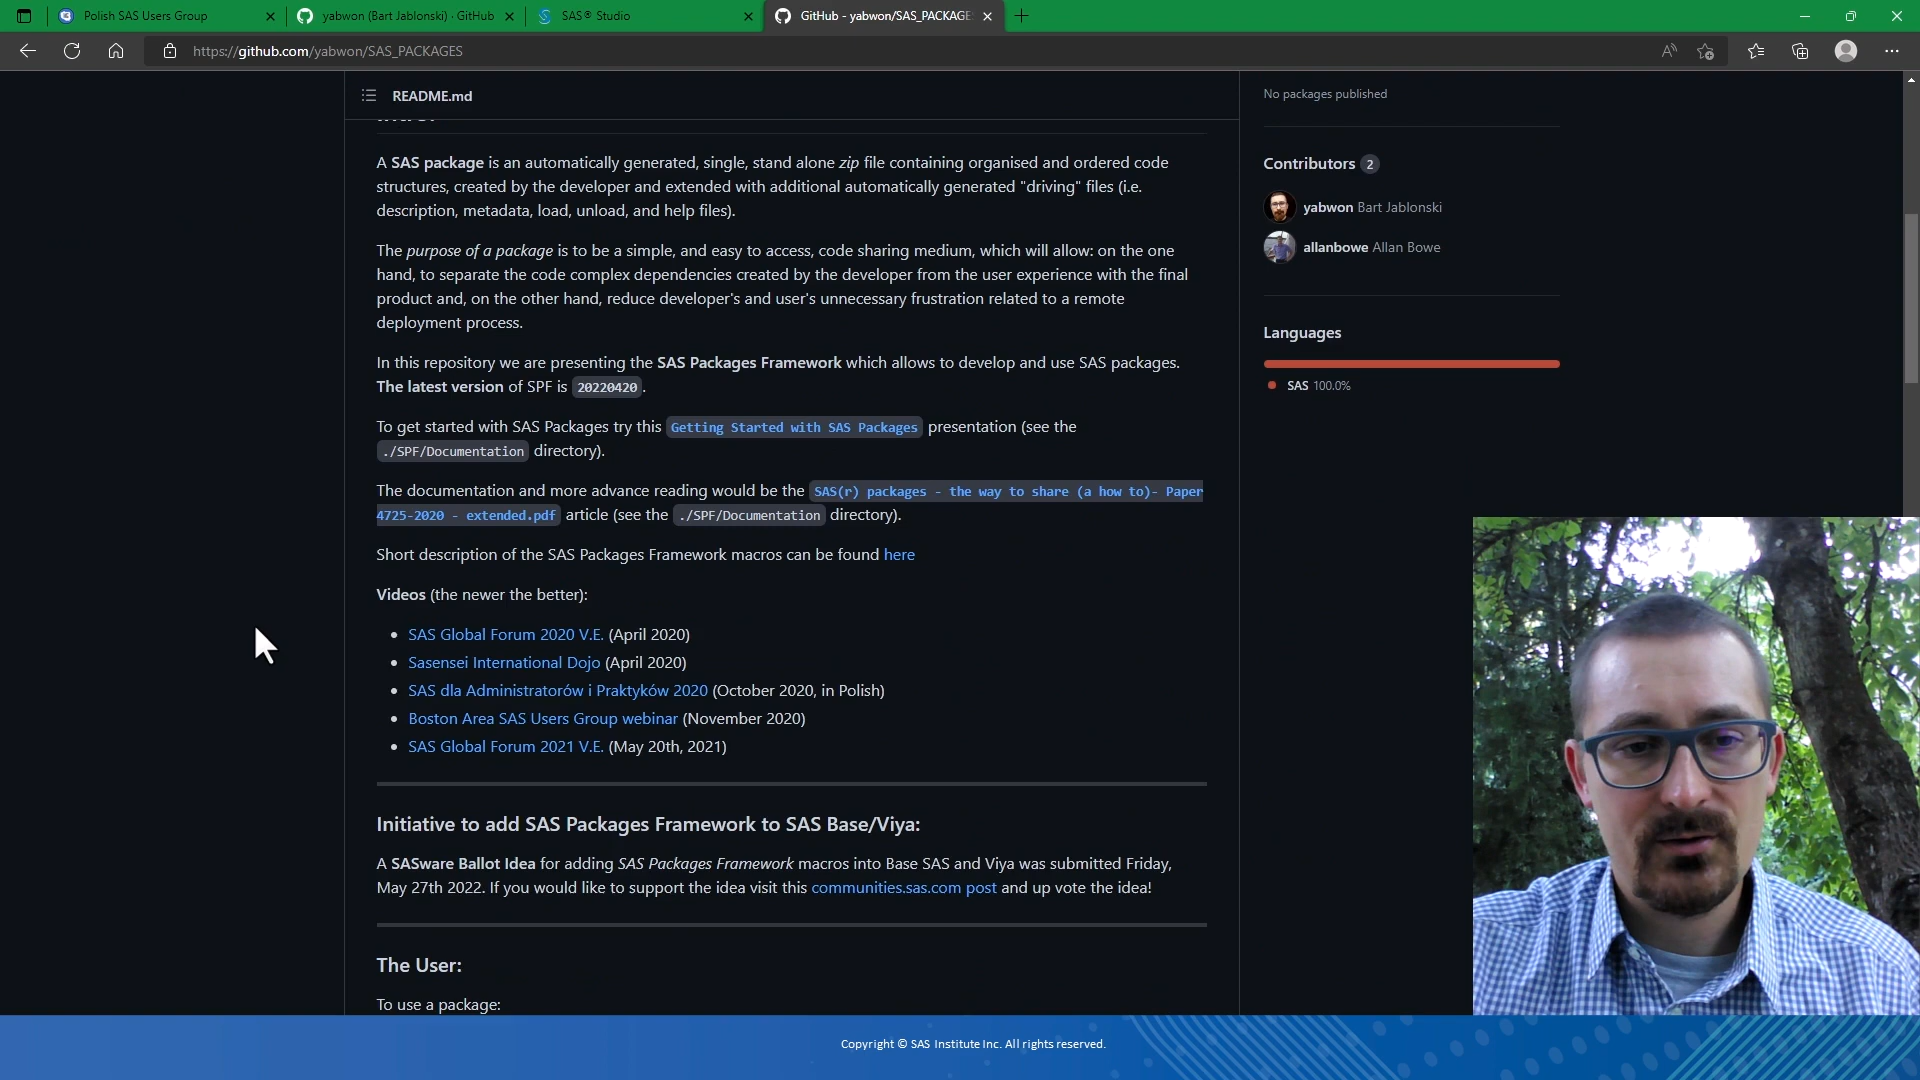 Polish SAS Users Group
yabwon (Bart Jablonski) · GitHub
SAS® Studio
GitHub - yabwon/SAS_PACKAGE
https://github.com/yabwon/SAS_PACKAGES
README.md
No packages published
A SAS package is an automatically generated, single, stand alone zip file containing organised and ordered code
structures, created by the developer and extended with additional automatically generated "driving" files (i.e.
description, metadata, load, unload, and help files).
The purpose of a package is to be a simple, and easy to access, code sharing medium, which will allow: on the one
hand, to separate the code complex dependencies created by the developer from the user experience with the final
product and, on the other hand, reduce developer's and user's unnecessary frustration related to a remote
deployment process.
In this repository we are presenting the SAS Packages Framework which allows to develop and use SAS packages.
The latest version of SPF is 20220420.
To get started with SAS Packages try this Getting Started with SAS Packages presentation (see the
./SPF/Documentation directory).
The documentation and more advance reading would be the SAS(r) packages - the way to share (a how to)- Paper
4725-2020 - extended.pdf article (see the ./SPF/Documentation directory).
Short description of the SAS Packages Framework macros can be found here
Videos (the newer the better):
SAS Global Forum 2020 V.E. (April 2020)
Sasensei International Dojo (April 2020)
SAS dla Administratorów i Praktyków 2020 (October 2020, in Polish)
Boston Area SAS Users Group webinar (November 2020)
SAS Global Forum 2021 V.E. (May 20th, 2021)
Initiative to add SAS Packages Framework to SAS Base/Viya:
A SASware Ballot Idea for adding SAS Packages Framework macros into Base SAS and Viya was submitted Friday,
May 27th 2022. If you would like to support the idea visit this communities.sas.com post and up vote the idea!
The User:
To use a package:
Contributors 2
yabwon Bart Jablonski
allanbowe Allan Bowe
Languages
SAS 100.0%
Copyright © SAS Institute Inc. All rights reserved.